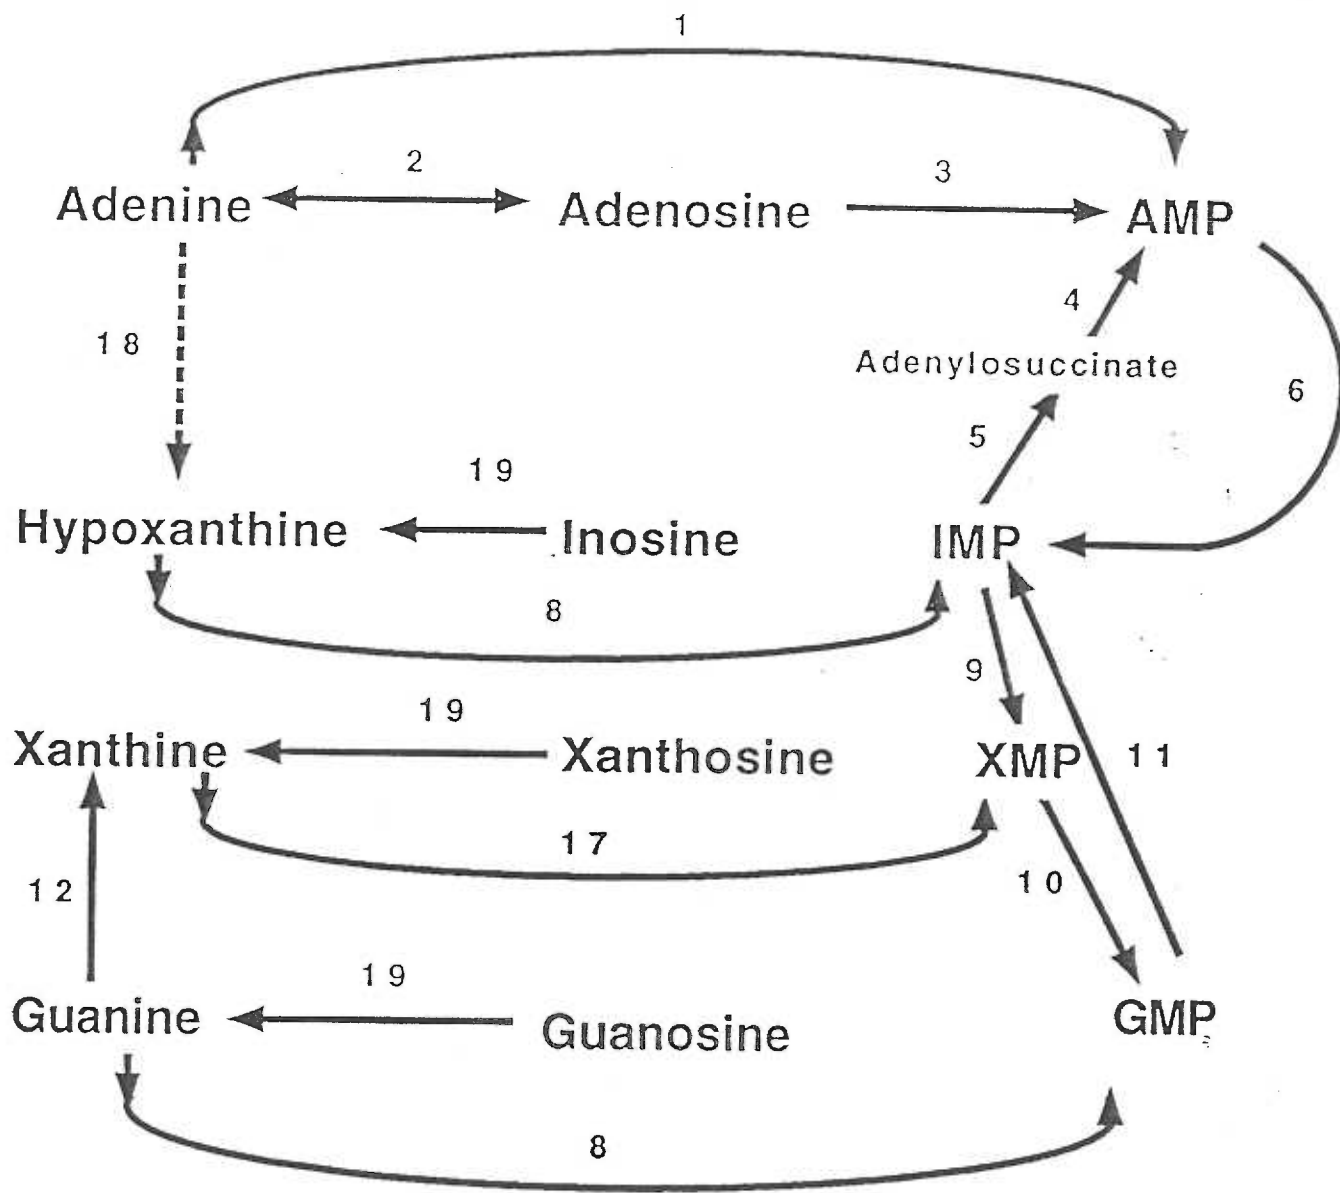 1
2
3
Adenine
Adenosine
AMP
4
18
Adenylosuccinate
6
5
19
Hypoxanthine
Inosine
IMP
8
9
19
Xanthine
Xanthosine
XMP
11
17
10
12
19
Guanine
Guanosine
GMP
8